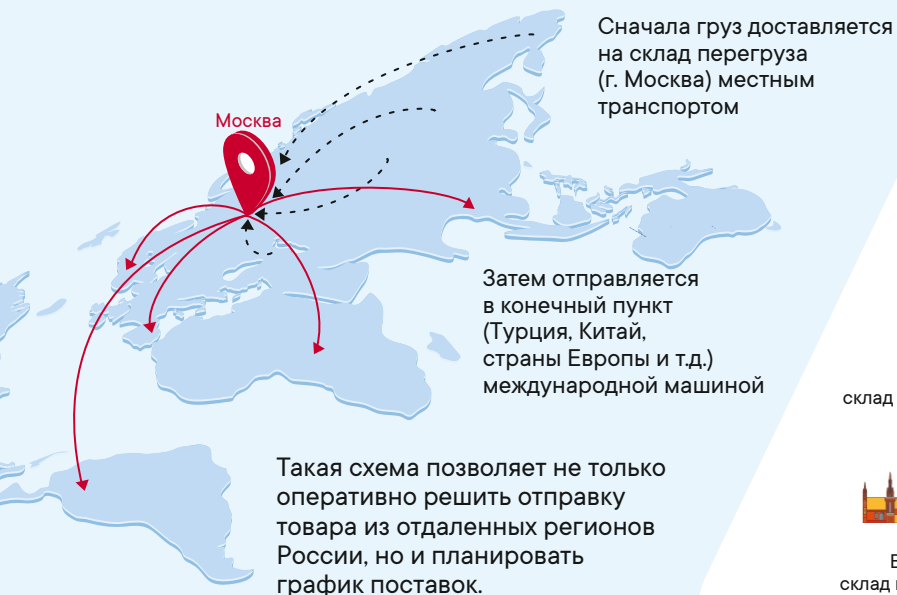 Сначала груз доставляется
на склад перегруза
(г. Москва) местным
транспортом
Москва
Затем отправляется
в конечный пункт
(Турция, Китай,
страны Европы и т.д.)
международной машиной
склад
Такая схема позволяет не только
оперативно решить отправку
товара из отдаленных регионов
России, но и планировать
график поставок.
склад